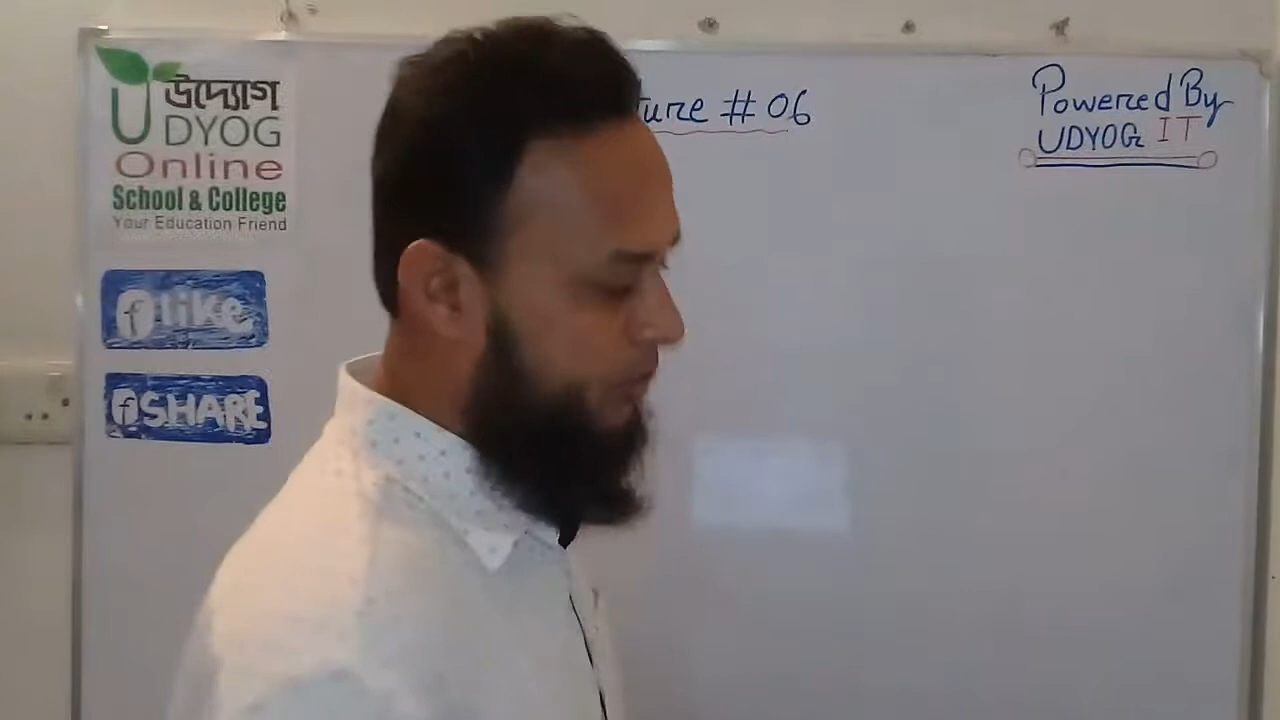 উদ্যোগ
UDYOG
Online
School & College
Your Education Friend
f like
f SHARE
ture # 06
Powered By
UDYOG IT